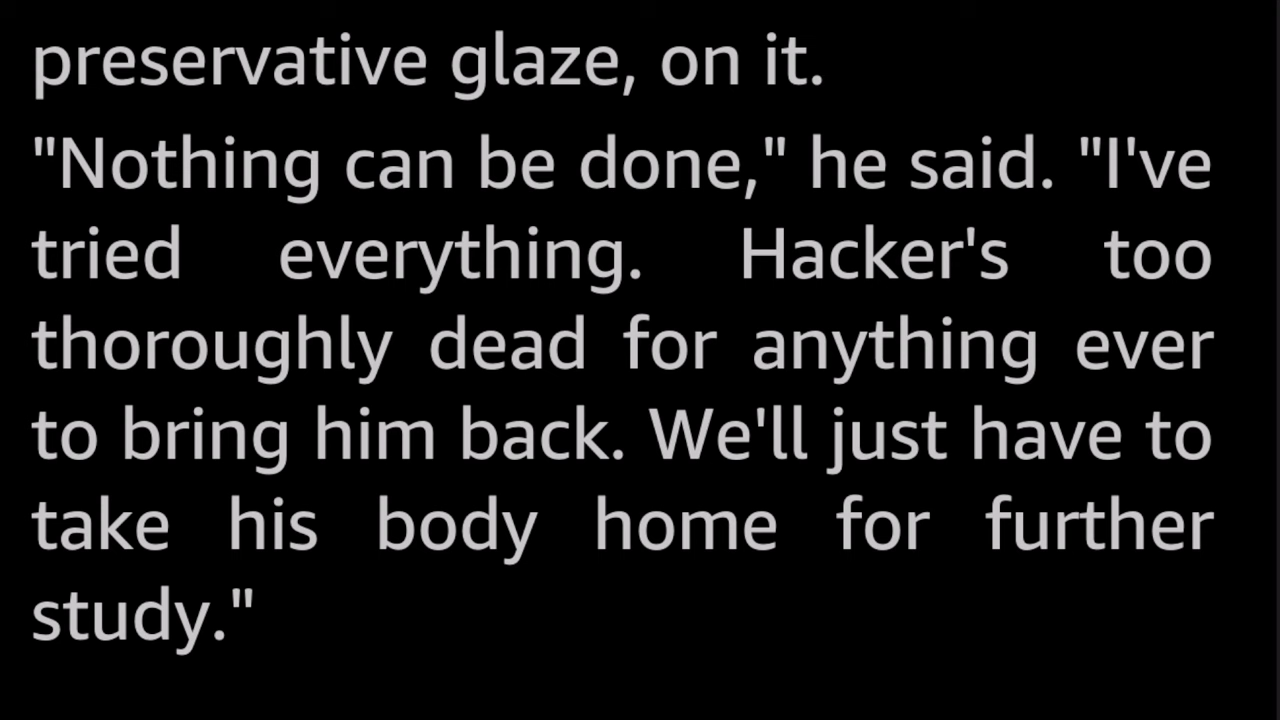 preservative glaze, on it.
"Nothing can be done," he said. "I've
tried everything. Hacker's too
thoroughly dead for anything ever
to bring him back. We'll just have to
take his body home for further
study."